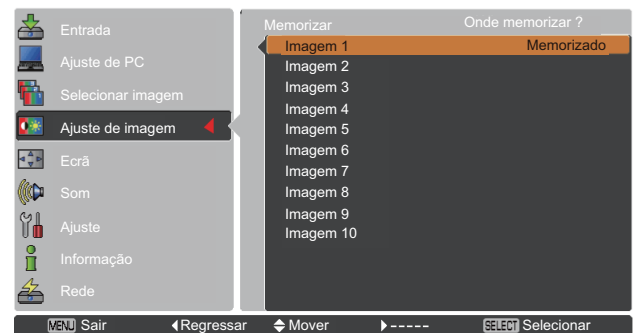 Entrada
Ajuste de PC
Selecionar imagem
Ajuste de imagem
Ecrã
Som
Ajuste
Informação
Rede
Memorizar Onde memorizar ?
Imagem 1 Memorizado
Imagem 2
Imagem 3
Imagem 4
Imagem 5
Imagem 6
Imagem 7
Imagem 8
Imagem 9
Imagem 10
MENU Sair Regressar Mover ----- SELECT Selecionar